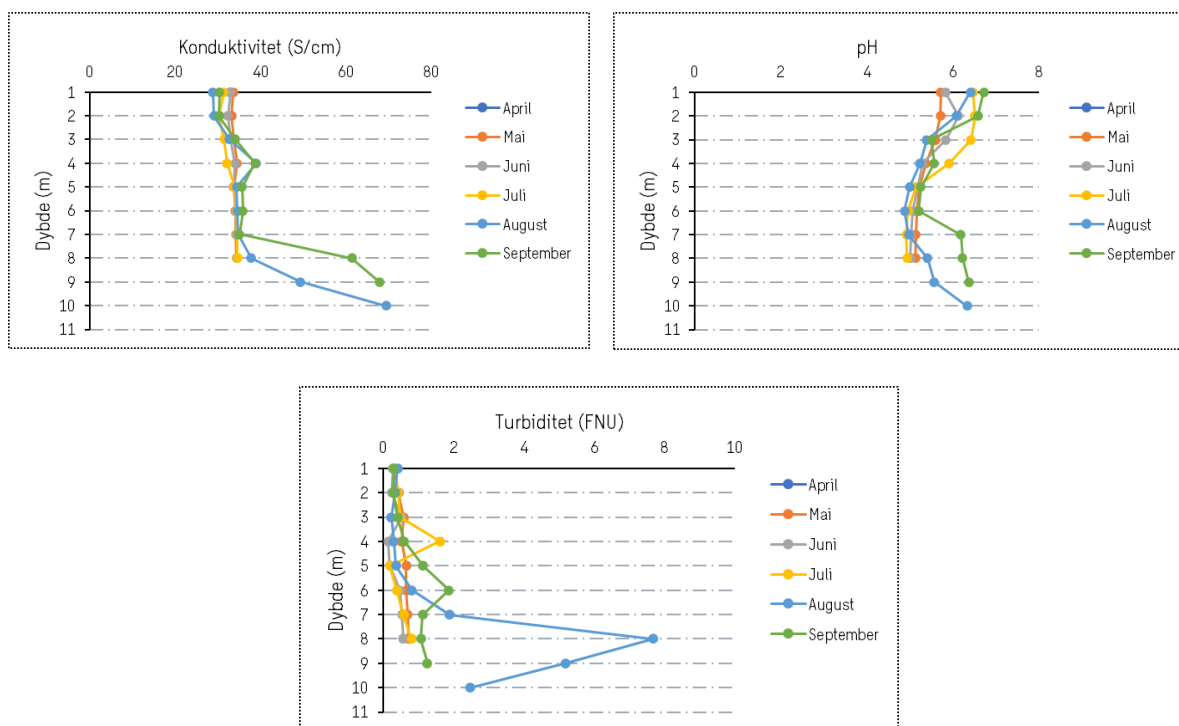 Konduktivitet (S/cm)
0 20 40 60 80
1
2
3
4
5
6
7
8
9
10
11
Dybde (m)
April
Mai
Juni
Juli
August
September
pH
0 2 4 6 8
1
2
3
4
5
6
7
8
9
10
11
Dybde (m)
April
Mai
Juni
Juli
August
September
Turbiditet (FNU)
0 2 4 6 8 10
1
2
3
4
5
6
7
8
9
10
11
Dybde (m)
April
Mai
Juni
Juli
August
September